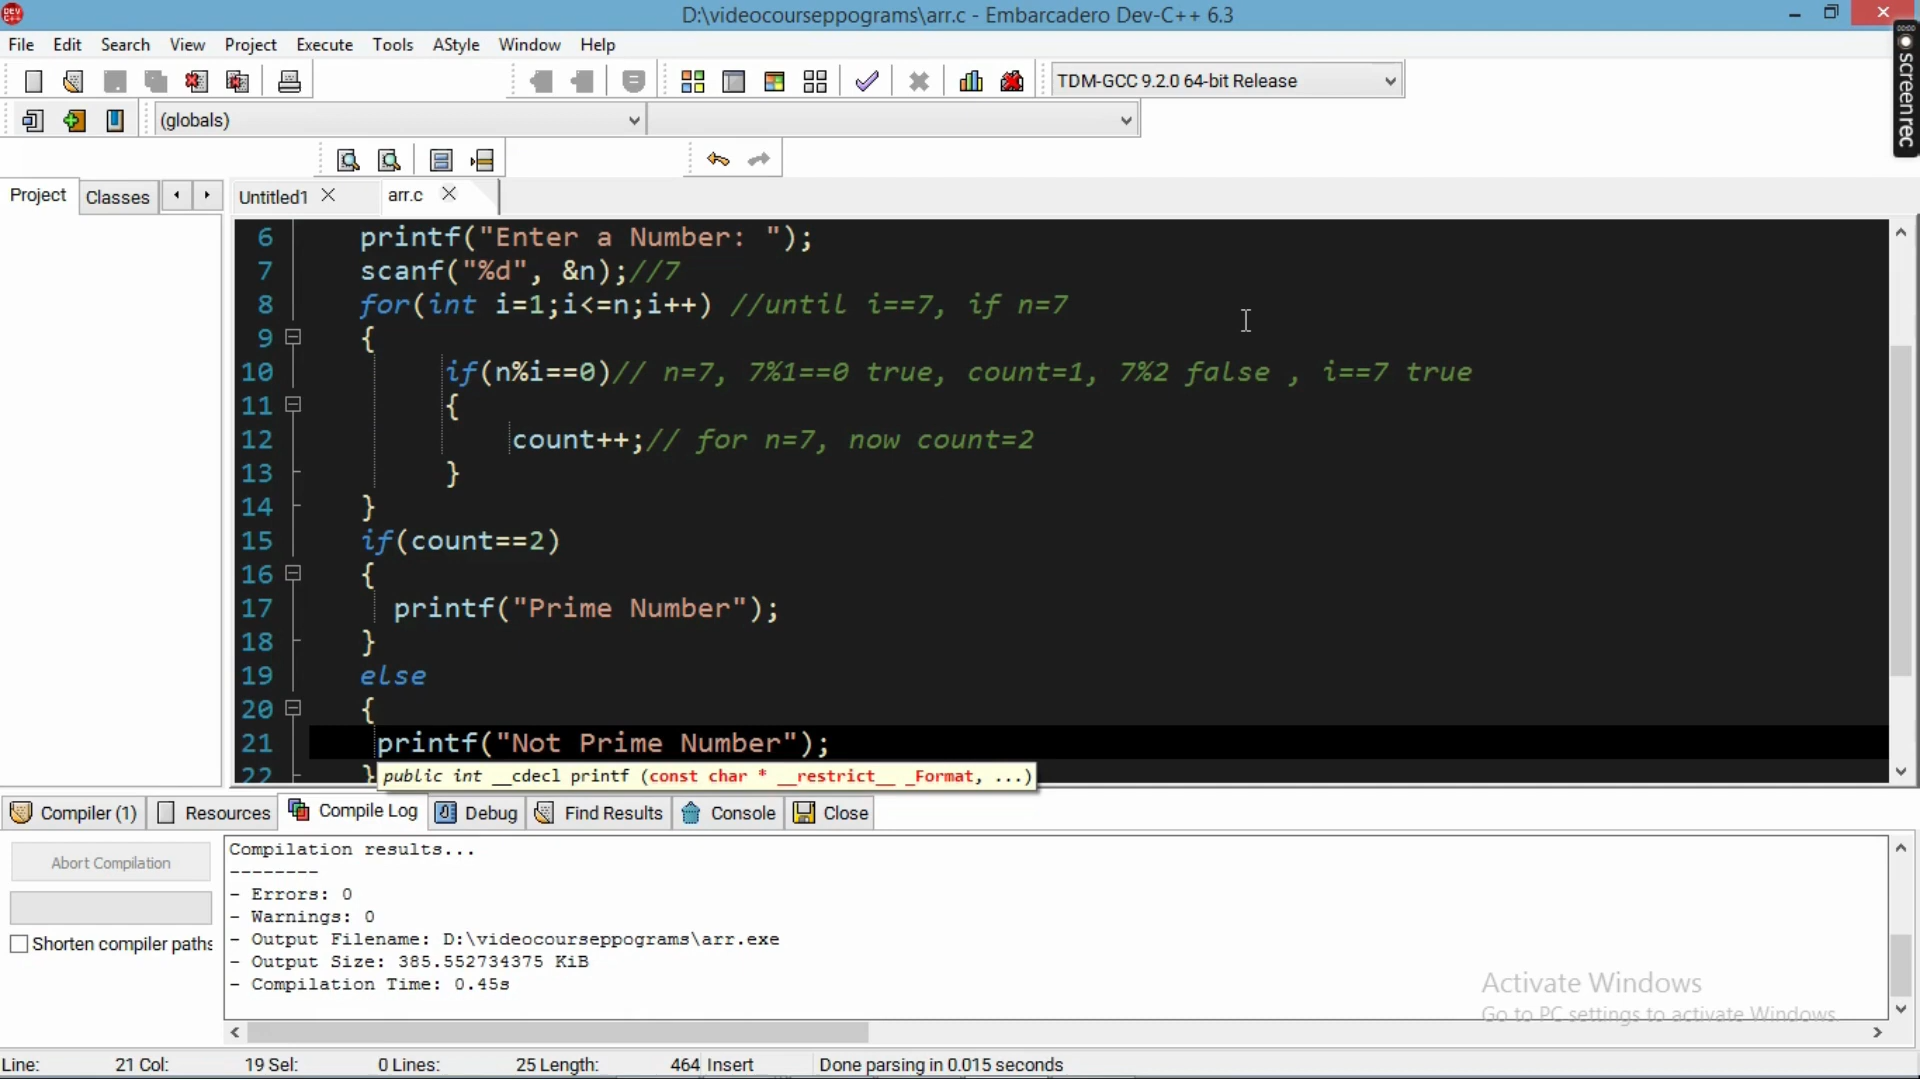 D:\videocourseppograms\arr.c - Embarcadero Dev-C++ 6.3
File Edit Search View Project Execute Tools AStyle Window Help
TDM-GCC 9.2.0 64-bit Release
(globals)
Project Classes Untitled1 arr.c
6 printf("Enter a Number: ");
7 scanf("%d", &n);//7
8 for(int i=1;i<=n;i++) //until i==7, if n=7
9 {
10 if(n%i==0)// n=7, 7%1==0 true, count=1, 7%2 false , i==7 true
11 {
12 count++;// for n=7, now count=2
13 }
14 }
15 if(count==2)
16 {
17 printf("Prime Number");
18 }
19 else
20 {
21 printf("Not Prime Number");
22 }
public int __cdecl printf (const char * __restrict__ _Format, ...)
Compiler (1) Resources Compile Log Debug Find Results Console Close
Abort Compilation
Shorten compiler paths
Compilation results...
--------
- Errors: 0
- Warnings: 0
- Output Filename: D:\videocourseppograms\arr.exe
- Output Size: 385.552734375 KiB
- Compilation Time: 0.45s
Activate Windows
Go to PC settings to activate Windows.
Line: 21 Col: 19 Sel: 0 Lines: 25 Length: 464 Insert Done parsing in 0.015 seconds
00:00
screenrec
DEV
C++